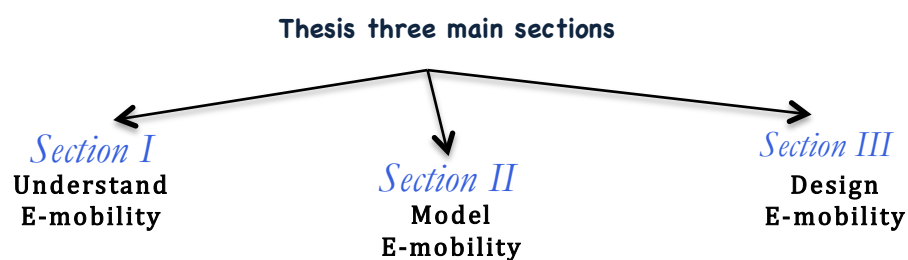 Thesis three main sections
Section I
Understand
E-mobility
Section II
Model
E-mobility
Section III
Design
E-mobility